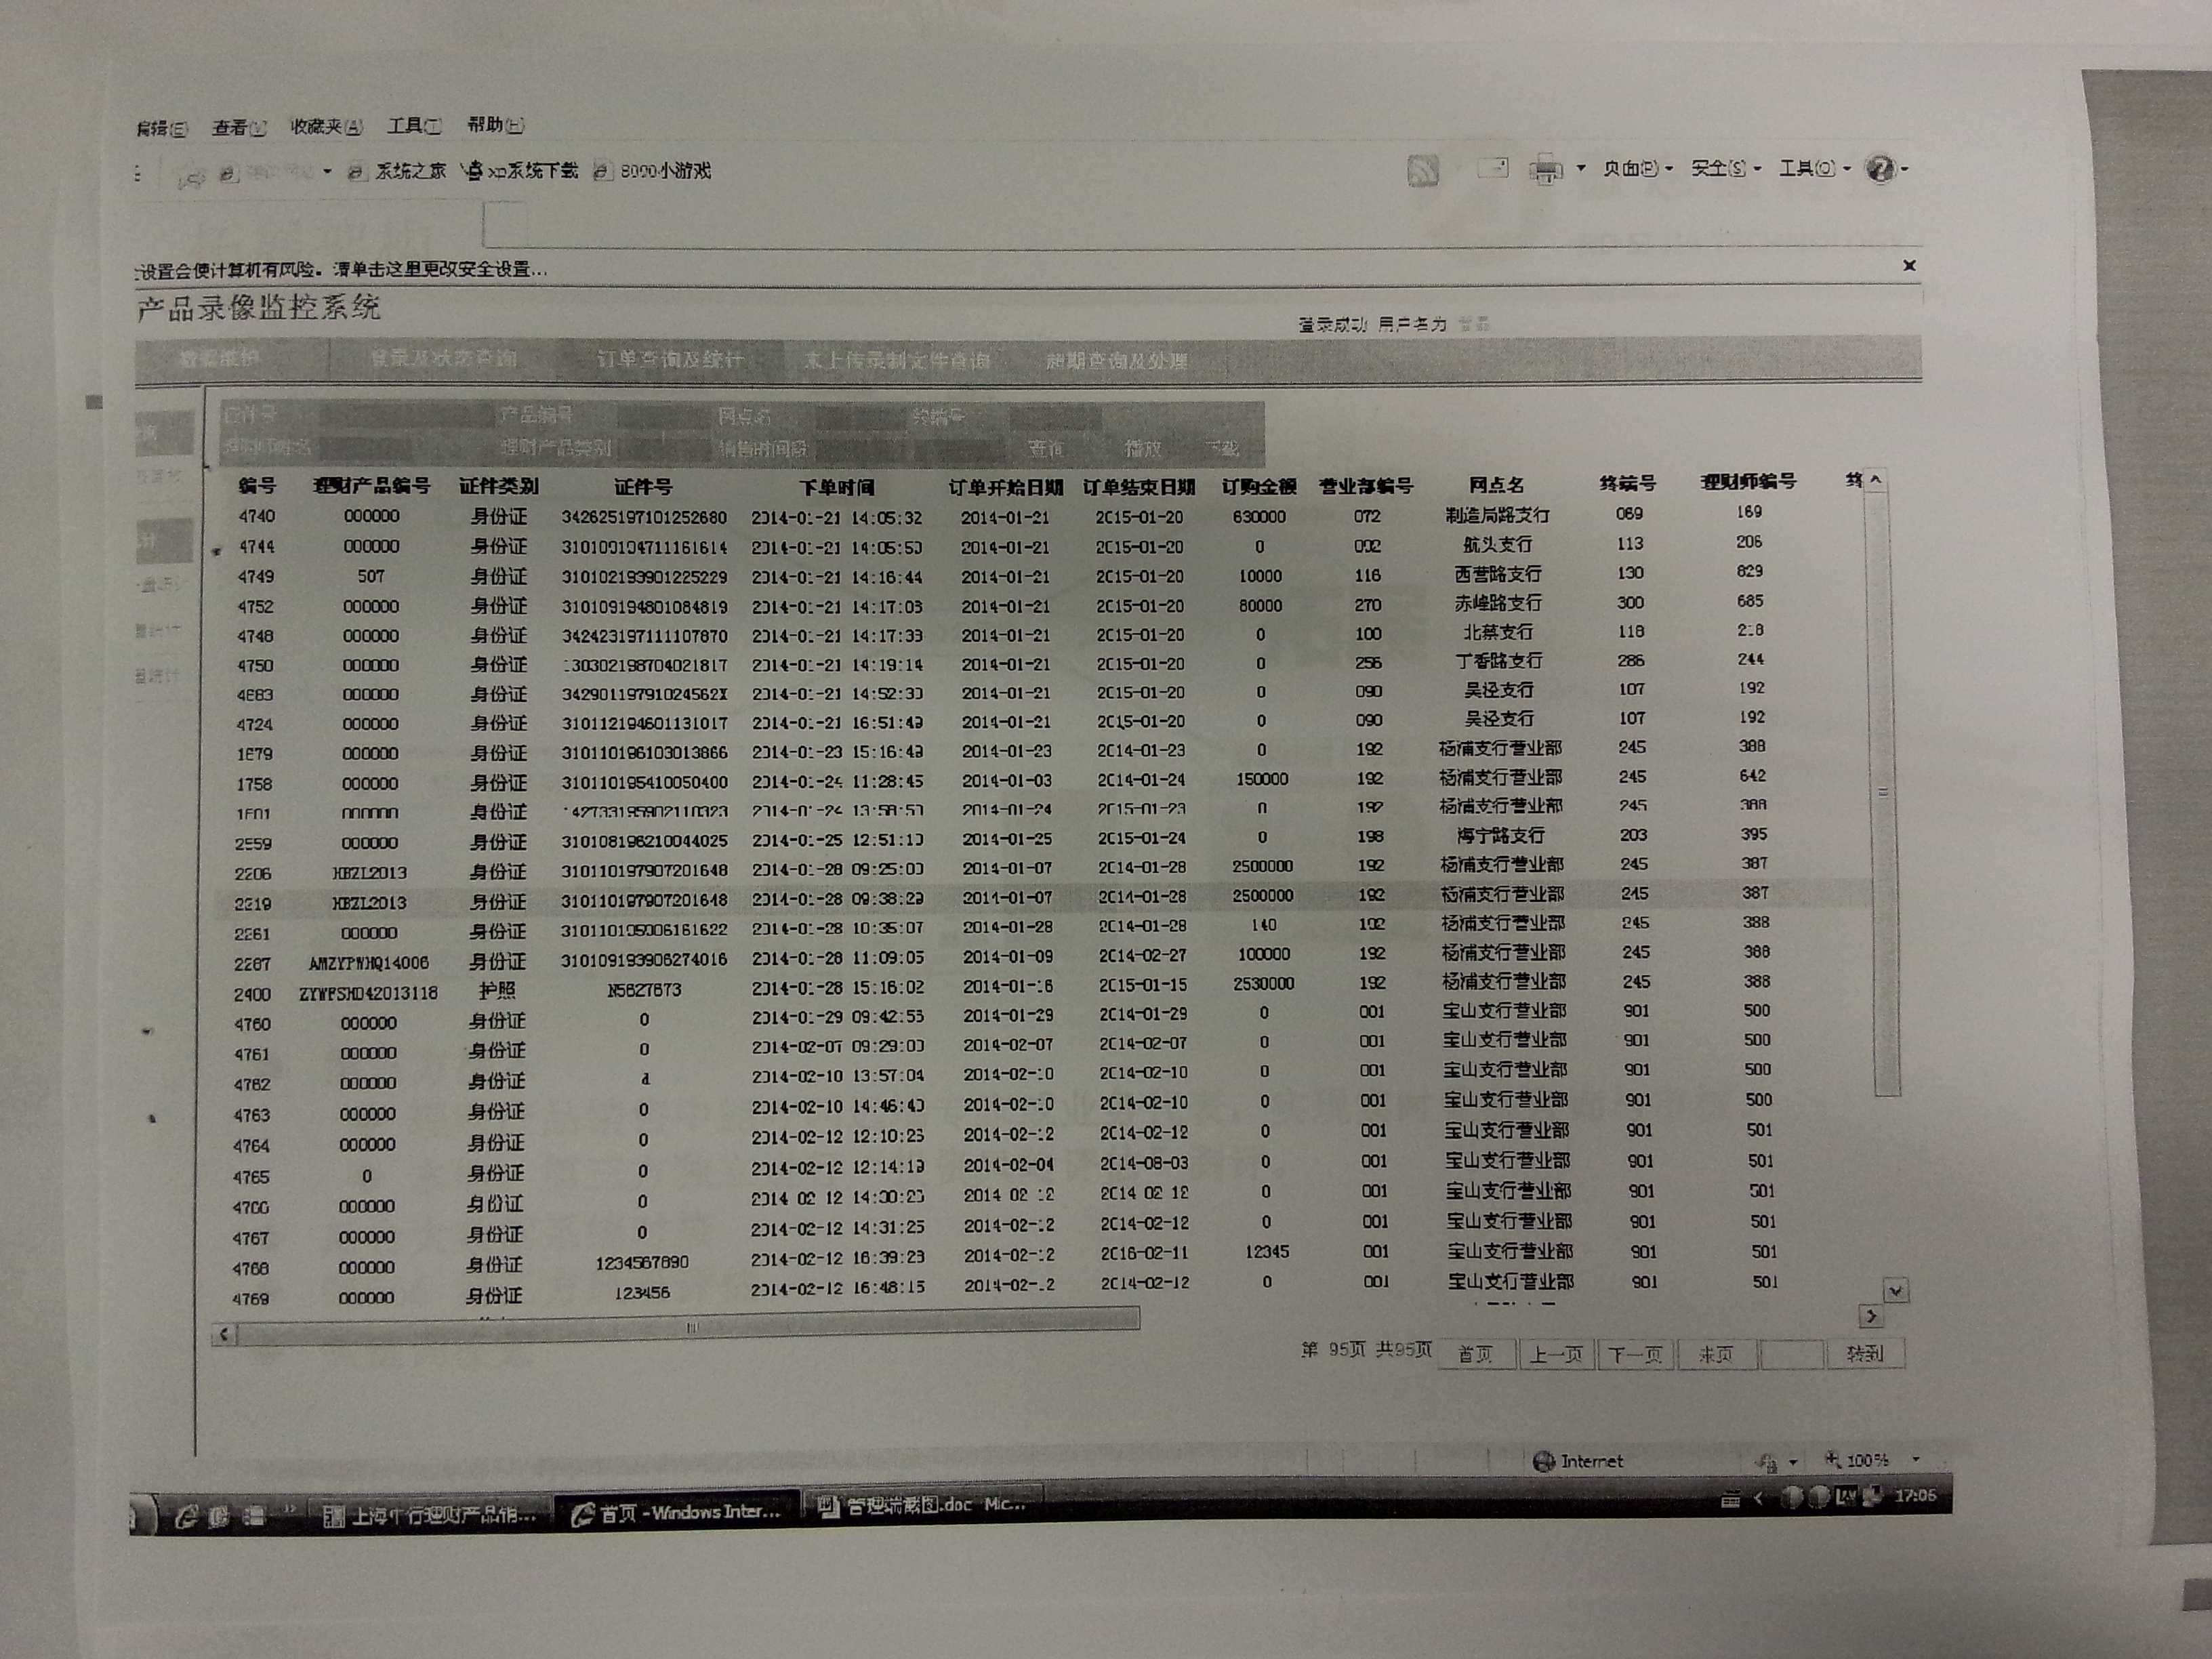 编辑(E) 查看(V) 收藏夹(A) 工具(T) 帮助(H)
系统之家 xp系统下载 8090小游戏 页面(P) 安全(S) 工具(O)
设置会使计算机有风险。请单击这里更改安全设置... X
产品录像监控系统
登录成功 用户名为
数据维护 登录及状态查询 订单查询及统计 未上传录制文件查询 超期查询及处理
证件号 产品编号 网点名 终端号
理财师姓名 理财产品类别 销售时间段 查询 播放 下载
编号 理财产品编号 证件类别 证件号 下单时间 订单开始日期 订单结束日期 订购金额 营业部编号 网点名 终端号 理财师编号 终
4740 000000 身份证 342625197101252680 2014-01-21 14:05:32 2014-01-21 2015-01-20 630000 072 制造局路支行 069 169
4744 000000 身份证 2014-01-21 14:05:50 2014-01-21 2015-01-20 0 002 航头支行 113 206
4749 507 身份证 310102193901225229 2014-01-21 14:16:44 2014-01-21 2015-01-20 10000 116 西营路支行 130 829
4752 000000 身份证 310109194801084819 2014-01-21 14:17:03 2014-01-21 2015-01-20 80000 270 赤峰路支行 300 685
4748 000000 身份证 342423197111107870 2014-01-21 14:17:39 2014-01-21 2015-01-20 0 100 北蔡支行 118 218
4750 000000 身份证 130302198704021817 2014-01-21 14:19:14 2014-01-21 2015-01-20 0 256 丁香路支行 286 244
4683 000000 身份证 34290119791024562X 2014-01-21 14:52:30 2014-01-21 2015-01-20 0 090 吴泾支行 107 192
4724 000000 身份证 310112194601131017 2014-01-21 16:51:49 2014-01-21 2015-01-20 0 090 吴泾支行 107 192
1679 000000 身份证 310110196103013866 2014-01-23 15:16:49 2014-01-23 2014-01-23 0 192 杨浦支行营业部 245 388
1758 000000 身份证 310110195410050400 2014-01-24 11:28:45 2014-01-03 2014-01-24 150000 192 杨浦支行营业部 245 642
000000 身份证 2014-01-24 13:58:50 2014-01-24 2015-01-23 0 192 杨浦支行营业部 245 388
2559 000000 身份证 310108196210044025 2014-01-25 12:51:10 2014-01-25 2015-01-24 0 198 海宁路支行 203 395
2206 HBZL2013 身份证 310110197907201648 2014-01-28 09:25:00 2014-01-07 2014-01-28 2500000 192 杨浦支行营业部 245 387
2219 HBZL2013 身份证 310110197907201648 2014-01-28 09:38:29 2014-01-07 2014-01-28 2500000 192 杨浦支行营业部 245 387
2261 000000 身份证 2014-01-28 10:35:07 2014-01-28 2014-01-28 140 192 杨浦支行营业部 245 388
2287 AMZYPWHQ14006 身份证 310109193906274016 2014-01-28 11:09:05 2014-01-09 2014-02-27 100000 192 杨浦支行营业部 245 388
2400 ZYWFSHD42013118 护照 N5627673 2014-01-28 15:16:02 2014-01-16 2015-01-15 2530000 192 杨浦支行营业部 245 388
4760 000000 身份证 0 2014-01-29 09:42:56 2014-01-29 2014-01-29 0 001 宝山支行营业部 901 500
4761 000000 身份证 0 2014-02-07 09:29:00 2014-02-07 2014-02-07 0 001 宝山支行营业部 901 500
4762 000000 身份证 d 2014-02-10 13:57:04 2014-02-10 2014-02-10 0 001 宝山支行营业部 901 500
4763 000000 身份证 0 2014-02-10 14:46:40 2014-02-10 2014-02-10 0 001 宝山支行营业部 901 500
4764 000000 身份证 0 2014-02-12 12:10:26 2014-02-12 2014-02-12 0 001 宝山支行营业部 901 501
4765 0 身份证 0 2014-02-12 12:14:19 2014-02-04 2014-08-03 0 001 宝山支行营业部 901 501
4766 000000 身份证 0 2014-02-12 2014-02-12 2014-02-12 0 001 宝山支行营业部 901 501
4767 000000 身份证 0 2014-02-12 14:31:25 2014-02-12 2014-02-12 0 001 宝山支行营业部 901 501
4768 000000 身份证 1234567890 2014-02-12 16:39:23 2014-02-12 2016-02-11 12345 001 宝山支行营业部 901 501
4769 000000 身份证 123456 2014-02-12 16:48:15 2014-02-12 2014-02-12 0 001 宝山支行营业部 901 501
第 95页 共95页 首页 上一页 下一页 末页 转到
Internet 100%
上海农行理财产品销... 首页 - Windows Inter... 管理端截图.doc - Mic... 17:06